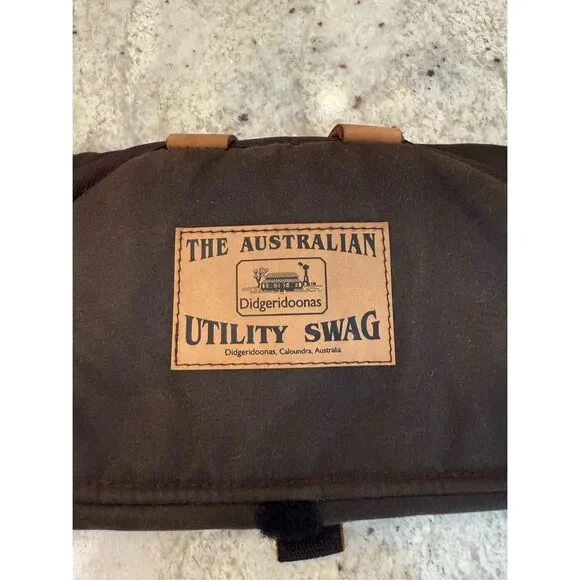 THE AUSTRALIAN
Didgeridoonas
UTILITY SWAG
Didgeridoonas, Caloundra, Australia